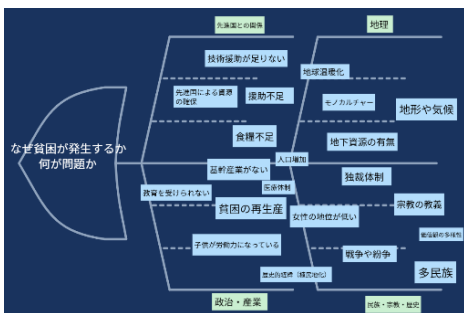 先進国との関係
地理
技術援助が足りない
地球温暖化
先進国による資源
の確保
援助不足
モノカルチャー
地形や気候
食糧不足
地下資源の有無
なぜ貧困が発生するか
何が問題か
人口増加
基幹産業がない
独裁体制
医療体制
教育を受けられない
貧困の再生産
女性の地位が低い
宗教の教義
子供が労働力になっている
戦争や紛争
多民族
政治・産業
民族・宗教・歴史